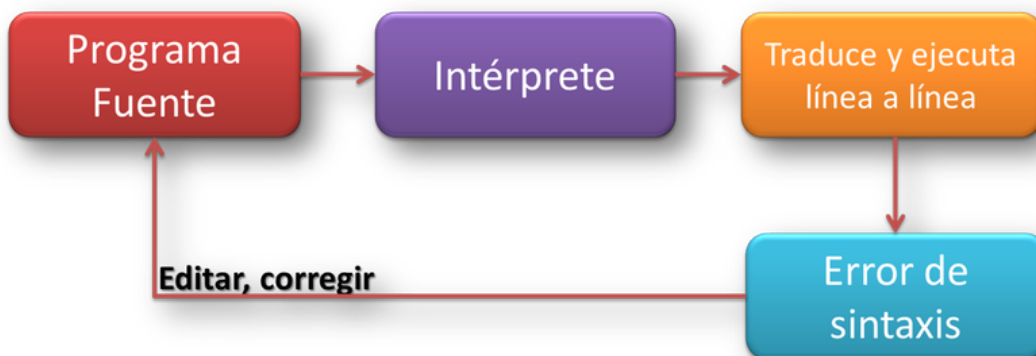 Programa
Fuente
Intérprete
Traduce y ejecuta
línea a línea
Error de
sintaxis
Editar, corregir